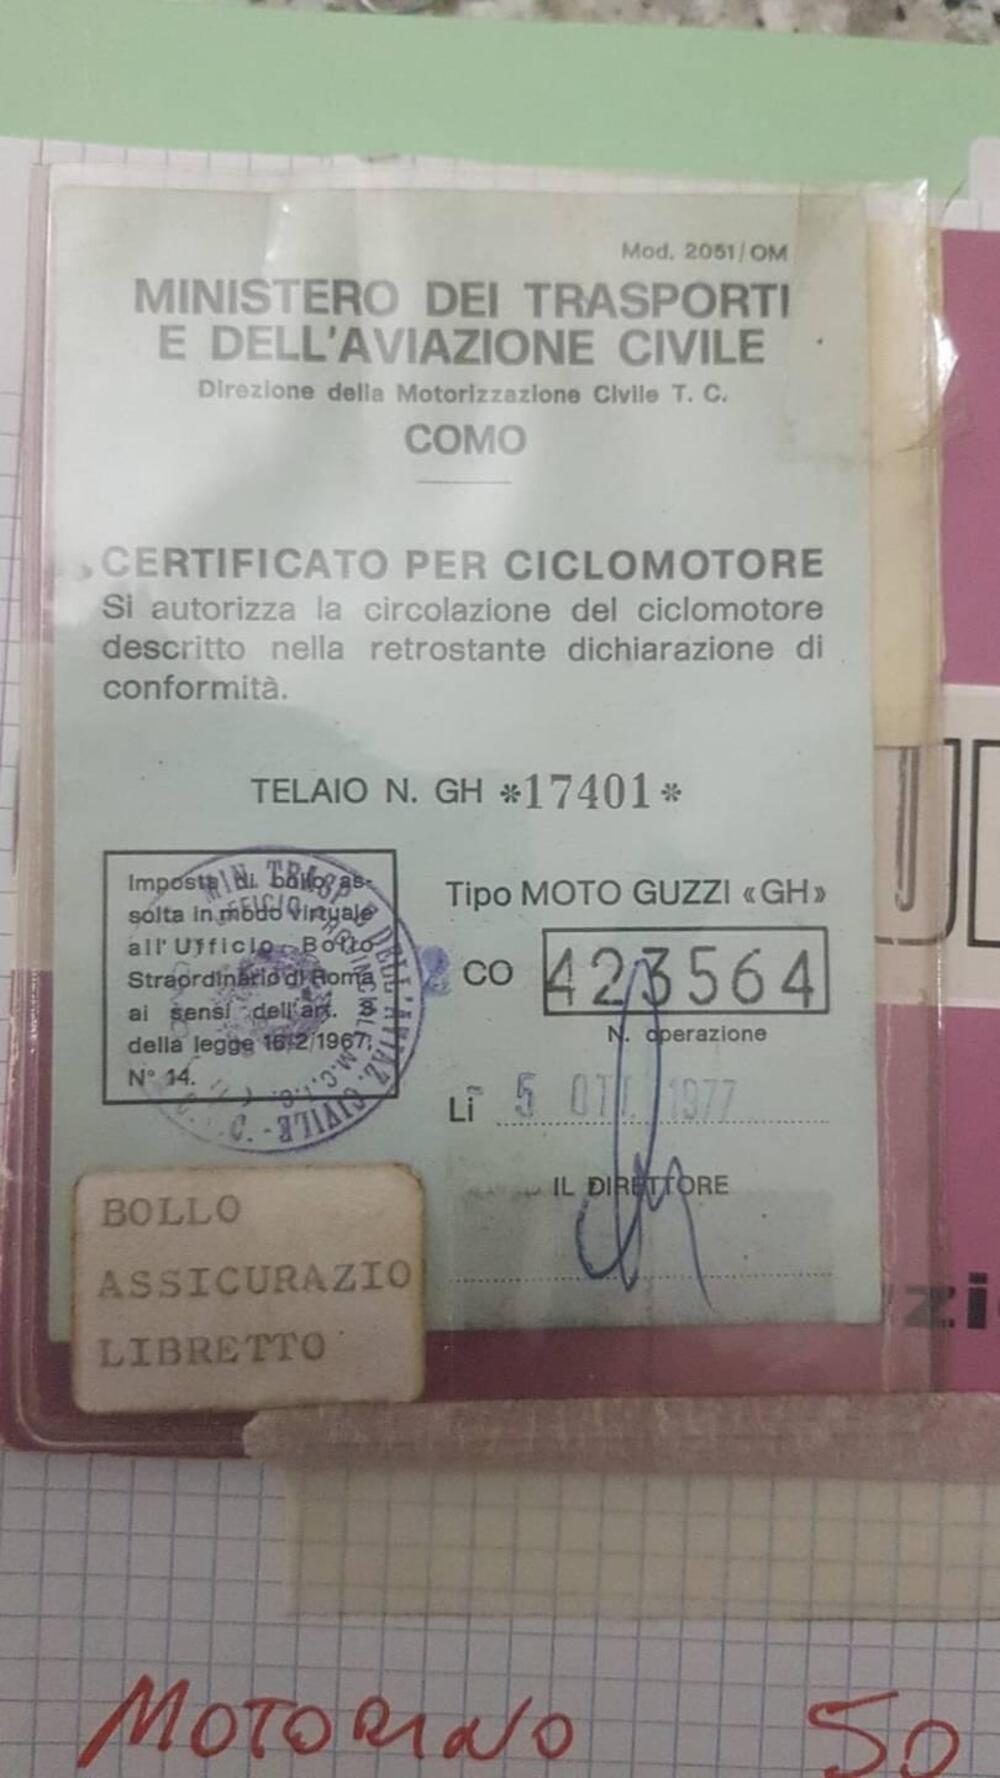 Mod. 2051/OM
MINISTERO DEI TRASPORTI
E DELL'AVIAZIONE CIVILE
Direzione della Motorizzazione Civile T. C.
COMO
CERTIFICATO PER CICLOMOTORE
Si autorizza la circolazione del ciclomotore
descritto nella retrostante dichiarazione di
conformità.
TELAIO N. GH *17401*
Imposta di bollo as-
solta in modo virtuale
all'Ufficio Bollo
Straordinario di Roma
ai sensi dell'art. 8
della legge 16/2/1967,
N° 14.
Tipo MOTO GUZZI «GH»
CO 423564
N. operazione
Lì 5 OTT. 1977
IL DIRETTORE
BOLLO
ASSICURAZIO
LIBRETTO
zzi
MOTORINO 50